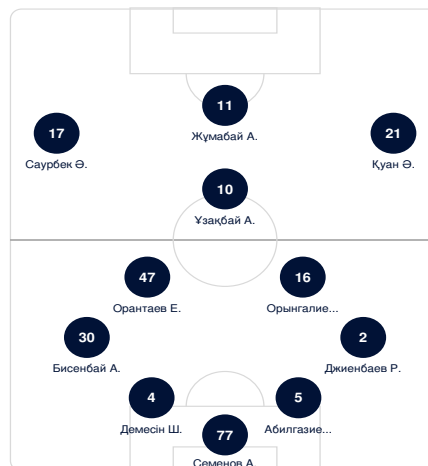 11
Жұмабай А.
17
Саурбек Ә.
21
Қуан Ә.
10
Ұзақбай А.
47
Орантаев Е.
16
Орынгалие...
30
Бисенбай А.
2
Джиенбаев Р.
4
Демесін Ш.
5
Абилгазие...
77
Семенов А.